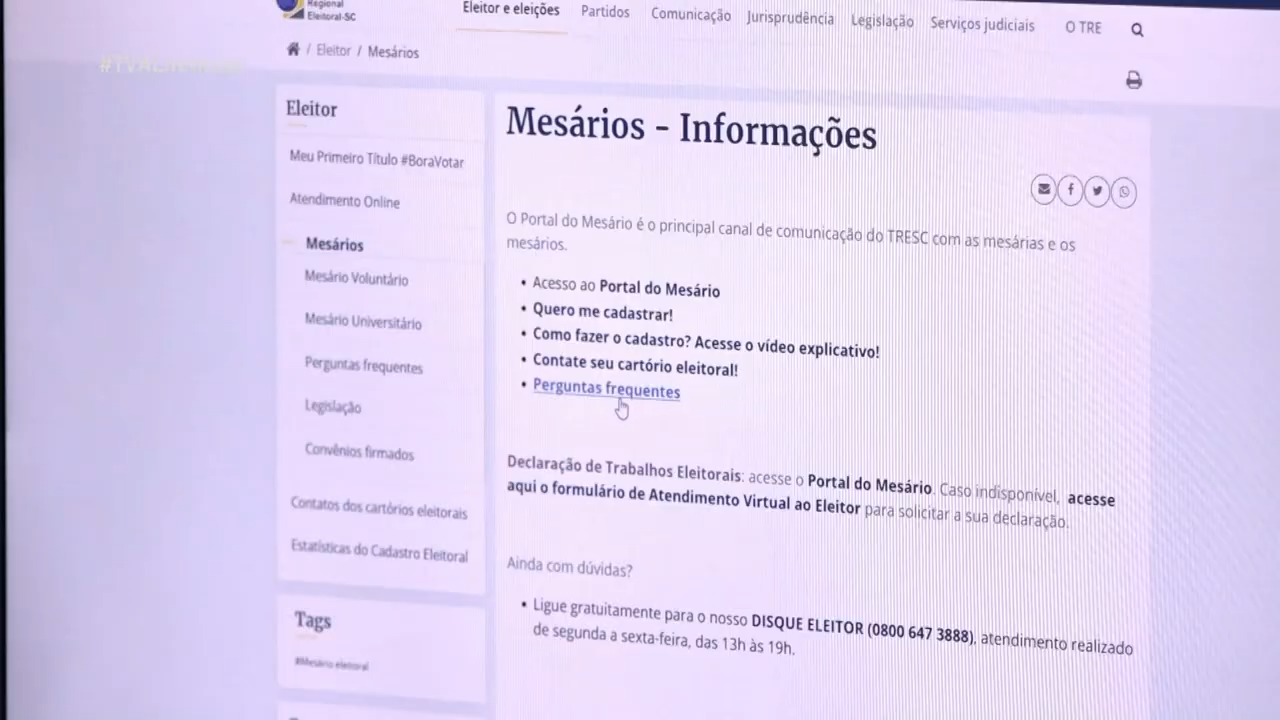 Regional
Eleitoral-SC
Eleitor e eleições
Partidos
Comunicação
Jurisprudência
Legislação
Serviços judiciais
O TRE
/ Eleitor / Mesários
Eleitor
Meu Primeiro Título #BoraVotar
Atendimento Online
Mesários
Mesário Voluntário
Mesário Universitário
Perguntas frequentes
Legislação
Convênios firmados
Contatos dos cartórios eleitorais
Estatísticas do Cadastro Eleitoral
Tags
#Mesário eleitoral
Mesários - Informações
O Portal do Mesário é o principal canal de comunicação do TRESC com as mesárias e os
mesários.
• Acesso ao Portal do Mesário
• Quero me cadastrar!
• Como fazer o cadastro? Acesse o vídeo explicativo!
• Contate seu cartório eleitoral!
• Perguntas frequentes
Declaração de Trabalhos Eleitorais: acesse o Portal do Mesário. Caso indisponível, acesse
aqui o formulário de Atendimento Virtual ao Eleitor para solicitar a sua declaração.
Ainda com dúvidas?
• Ligue gratuitamente para o nosso DISQUE ELEITOR (0800 647 3888), atendimento realizado
de segunda a sexta-feira, das 13h às 19h.